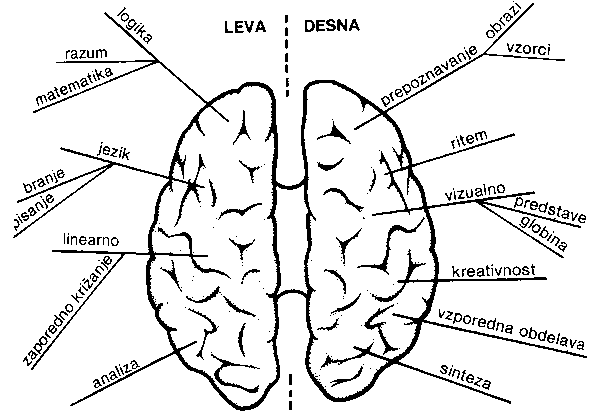 LEVA
DESNA
logika
razum
matematika
jezik
branje
pisanje
linearno
zaporedno križanje
analiza
prepoznavanje
obrazi
vzorci
ritem
vizualno
predstave
globina
kreativnost
vzporedna obdelava
sinteza